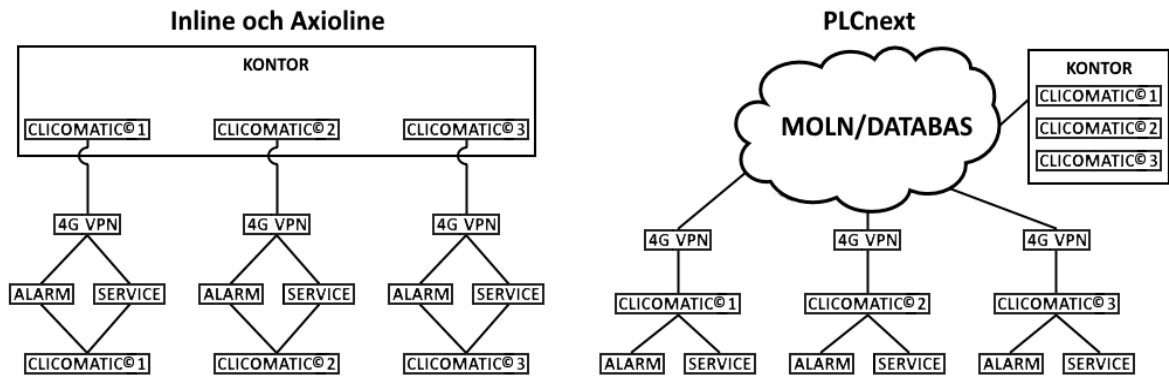 Inline och Axioline
KONTOR
CLICOMATIC©1 CLICOMATIC©2 CLICOMATIC©3
4G VPN 4G VPN 4G VPN
ALARM SERVICE ALARM SERVICE ALARM SERVICE
CLICOMATIC©1 CLICOMATIC©2 CLICOMATIC©3
PLCnext
MOLN/DATABAS
KONTOR
CLICOMATIC©1
CLICOMATIC©2
CLICOMATIC©3
4G VPN 4G VPN 4G VPN
CLICOMATIC©1 CLICOMATIC©2 CLICOMATIC©3
ALARM SERVICE ALARM SERVICE ALARM SERVICE